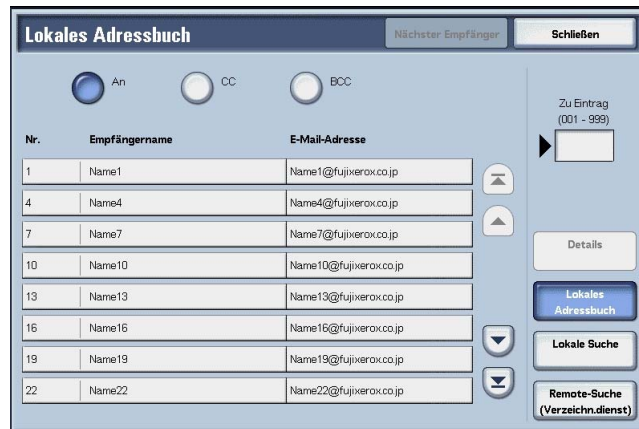 Lokales Adressbuch
Nächster Empfänger
Schließen
An
CC
BCC
Zu Eintrag
(001 - 999)
Nr. Empfängername E-Mail-Adresse
1 Name1 Name1@fujixerox.co.jp
4 Name4 Name4@fujixerox.co.jp
7 Name7 Name7@fujixerox.co.jp
10 Name10 Name10@fujixerox.co.jp
13 Name13 Name13@fujixerox.co.jp
16 Name16 Name16@fujixerox.co.jp
19 Name19 Name19@fujixerox.co.jp
22 Name22 Name22@fujixerox.co.jp
Details
Lokales
Adressbuch
Lokale Suche
Remote-Suche
(Verzeichn.dienst)